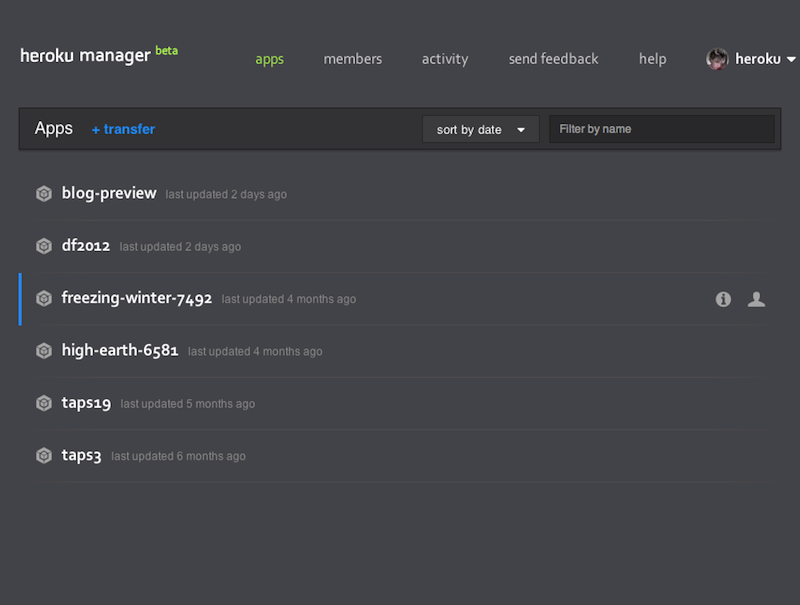 heroku manager beta
apps members activity send feedback help heroku
Apps + transfer sort by date Filter by name
blog-preview last updated 2 days ago
df2012 last updated 2 days ago
freezing-winter-7492 last updated 4 months ago
high-earth-6581 last updated 4 months ago
taps19 last updated 5 months ago
taps3 last updated 6 months ago